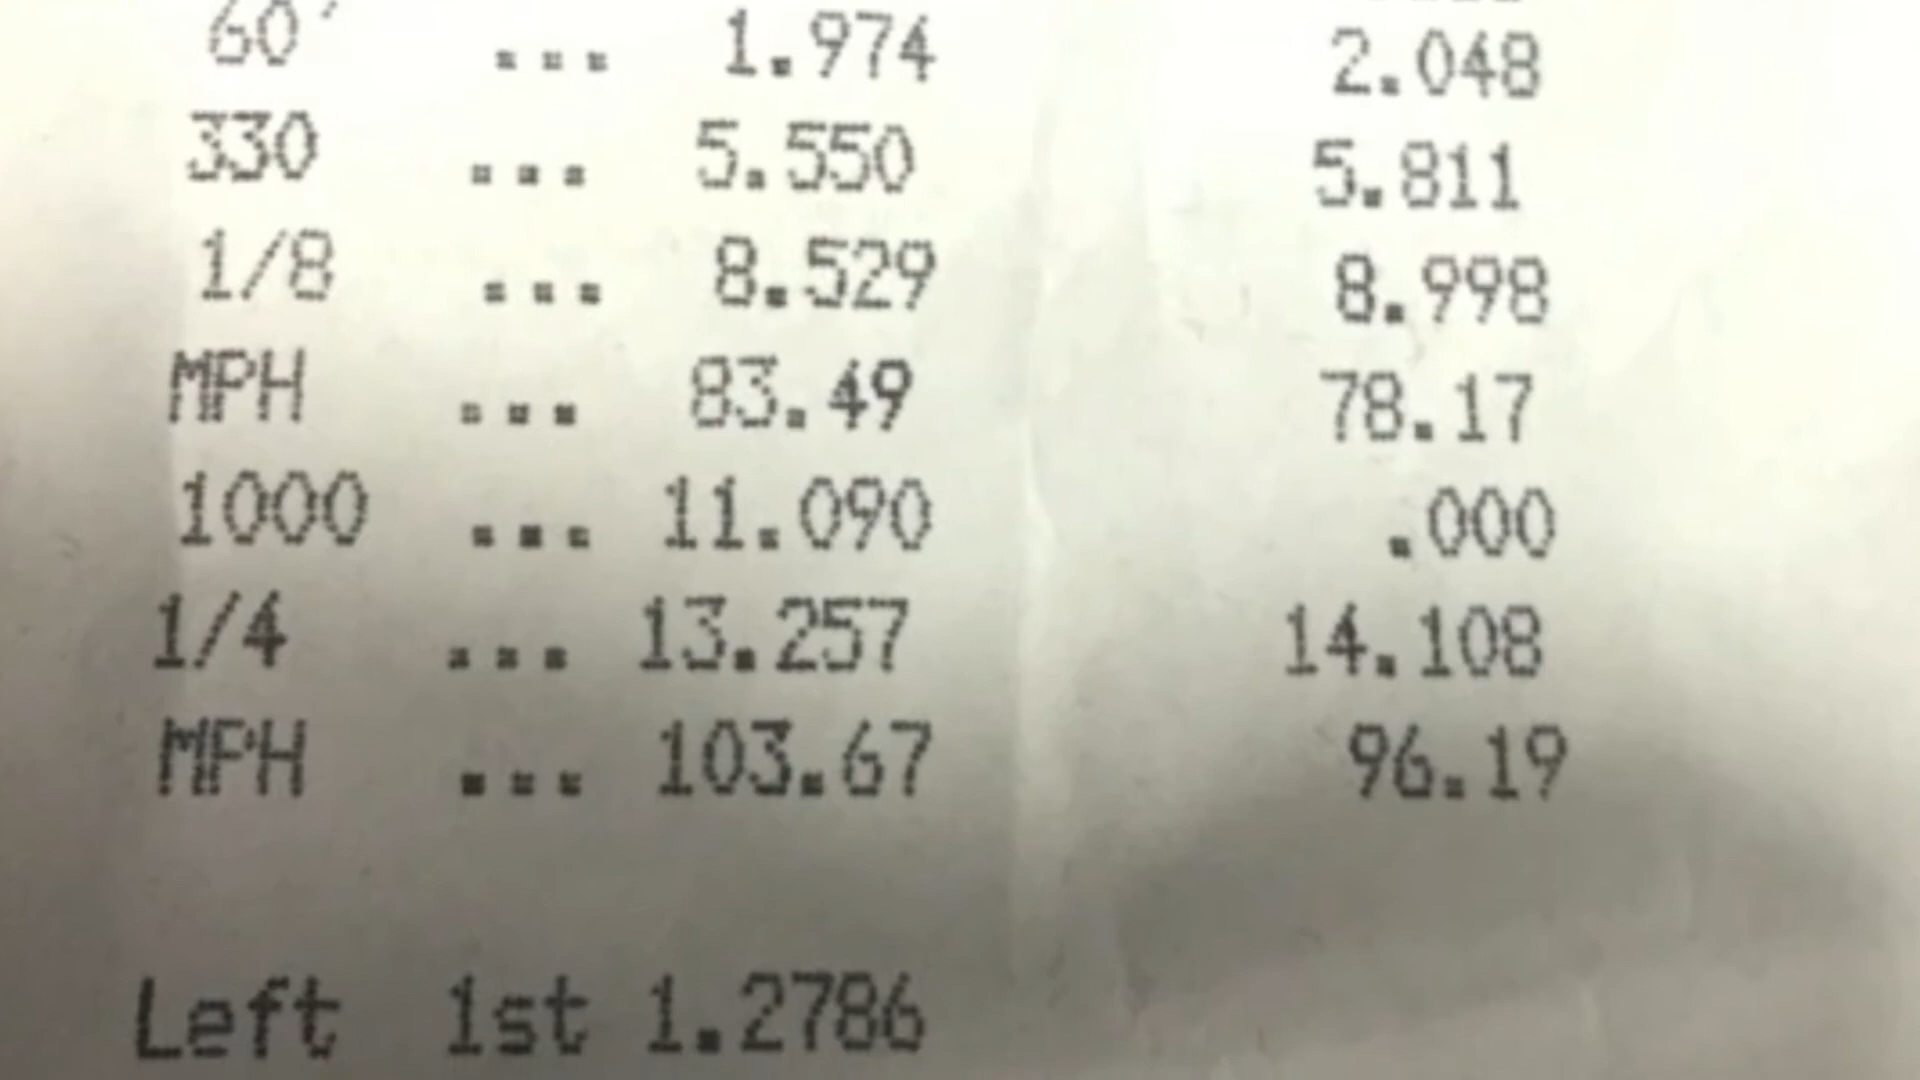 60' ... 1.974 2.048
330 ... 5.550 5.811
1/8 ... 8.529 8.998
MPH ... 83.49 78.17
1000 ... 11.090 .000
1/4 ... 13.257 14.108
MPH ... 103.67 96.19
Left 1st 1.2786